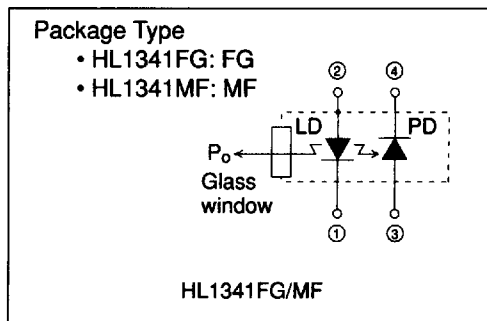 Package Type
• HL1341FG: FG
• HL1341MF: MF
② ④
LD PD
Po
Glass
window
① ③
HL1341FG/MF